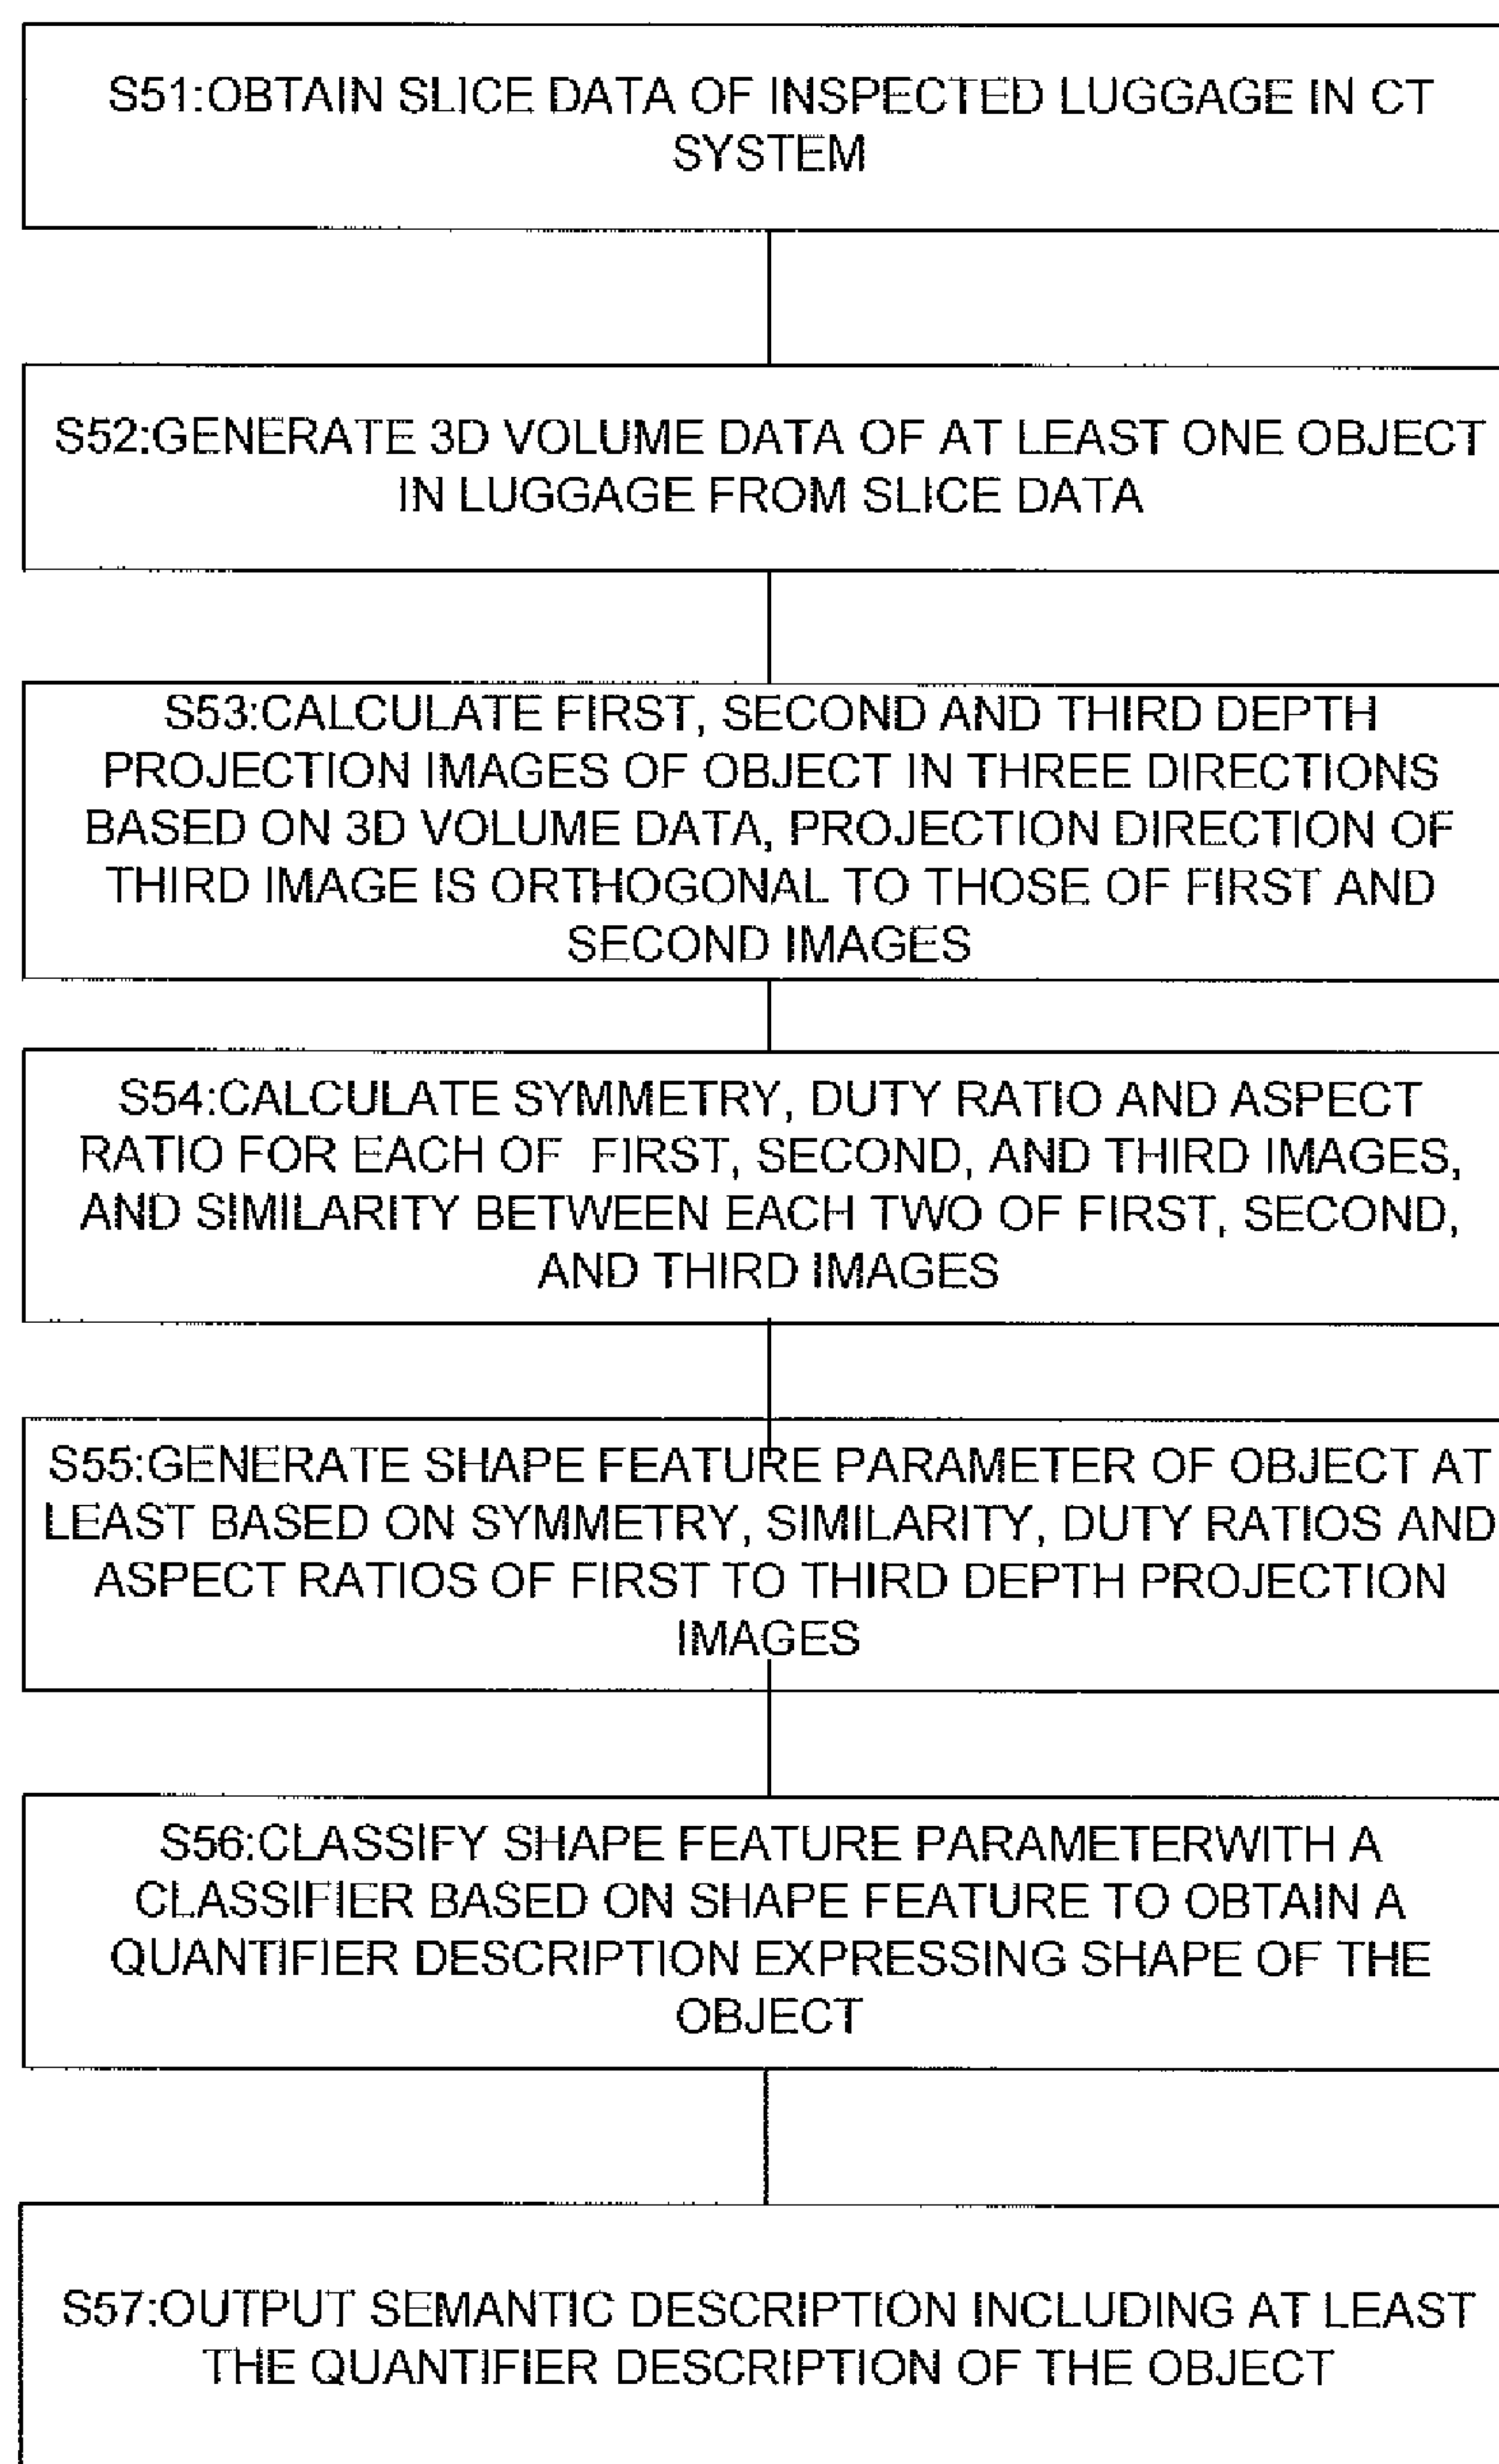 S51:OBTAIN SLICE DATA OF INSPECTED LUGGAGE IN CT
SYSTEM
S52:GENERATE 3D VOLUME DATA OF AT LEAST ONE OBJECT
IN LUGGAGE FROM SLICE DATA
S53:CALCULATE FIRST, SECOND AND THIRD DEPTH
PROJECTION IMAGES OF OBJECT IN THREE DIRECTIONS
BASED ON 3D VOLUME DATA, PROJECTION DIRECTION OF
THIRD IMAGE IS ORTHOGONAL TO THOSE OF FIRST AND
SECOND IMAGES
S54:CALCULATE SYMMETRY, DUTY RATIO AND ASPECT
RATIO FOR EACH OF FIRST, SECOND, AND THIRD IMAGES,
AND SIMILARITY BETWEEN EACH TWO OF FIRST, SECOND,
AND THIRD IMAGES
S55:GENERATE SHAPE FEATURE PARAMETER OF OBJECT AT
LEAST BASED ON SYMMETRY, SIMILARITY, DUTY RATIOS AND
ASPECT RATIOS OF FIRST TO THIRD DEPTH PROJECTION
IMAGES
S56:CLASSIFY SHAPE FEATURE PARAMETERWITH A
CLASSIFIER BASED ON SHAPE FEATURE TO OBTAIN A
QUANTIFIER DESCRIPTION EXPRESSING SHAPE OF THE
OBJECT
S57:OUTPUT SEMANTIC DESCRIPTION INCLUDING AT LEAST
THE QUANTIFIER DESCRIPTION OF THE OBJECT